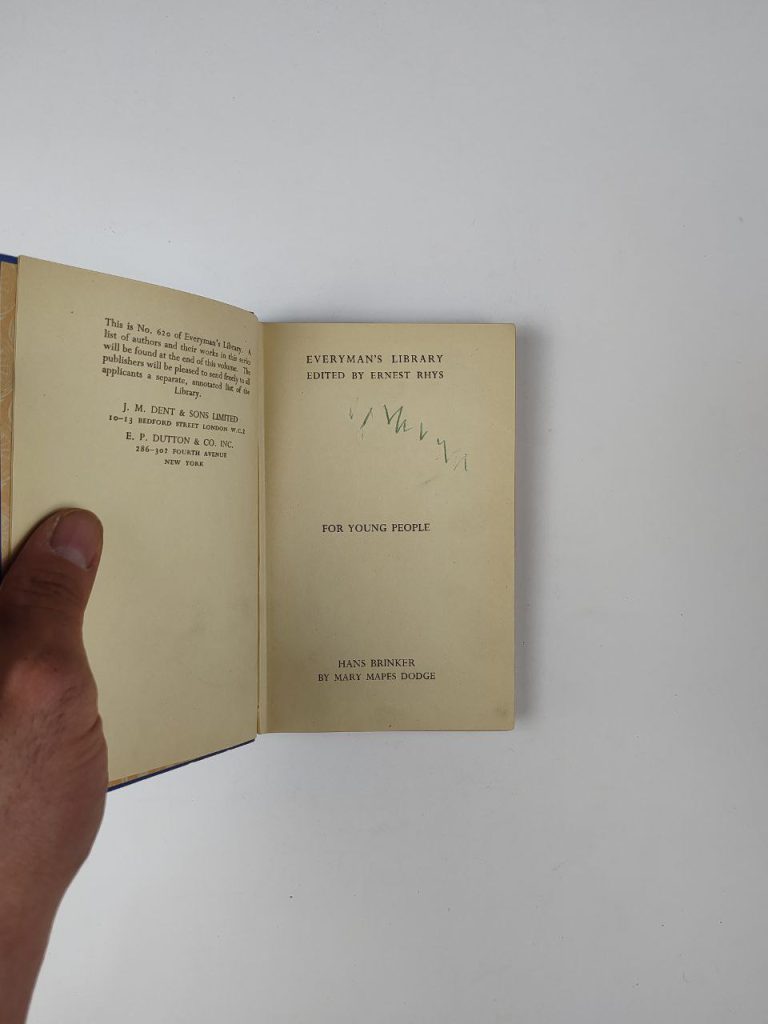 This is No. 620 of Everyman's Library. A
list of authors and their works in this series
will be found at the end of this volume. The
publishers will be pleased to send freely to all
applicants a separate, annotated list of the
Library.
J. M. DENT & SONS LIMITED
10–13 BEDFORD STREET LONDON W.C.2
E. P. DUTTON & CO. INC.
286–302 FOURTH AVENUE
NEW YORK
EVERYMAN'S LIBRARY
EDITED BY ERNEST RHYS
FOR YOUNG PEOPLE
HANS BRINKER
BY MARY MAPES DODGE